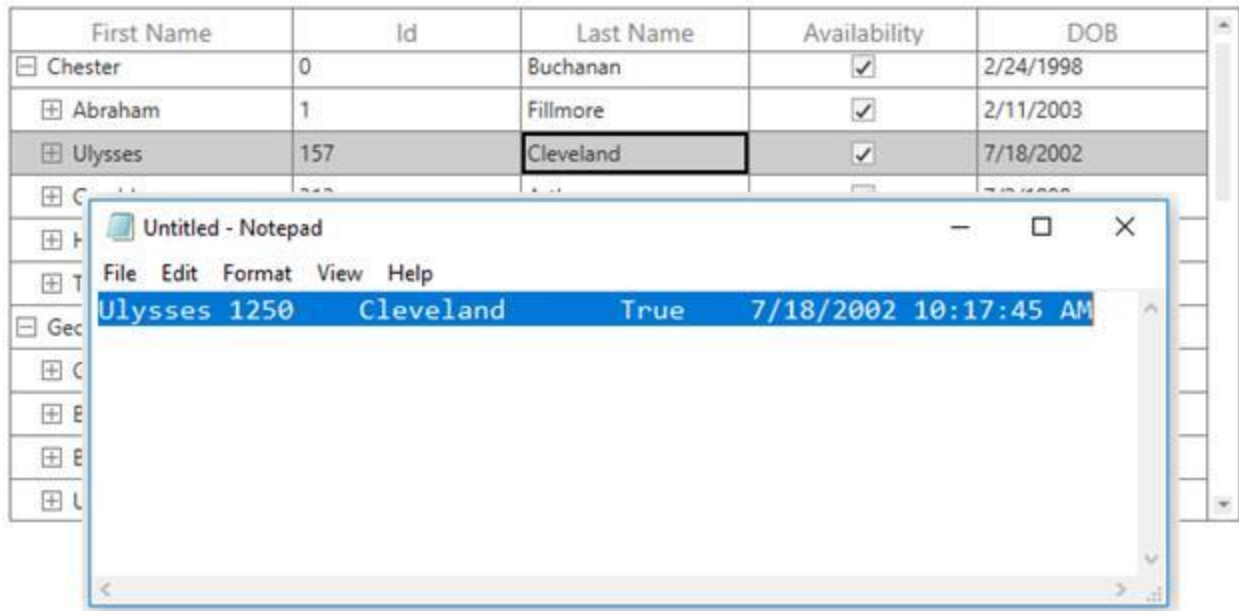 First Name Id Last Name Availability DOB
Chester 0 Buchanan 2/24/1998
Abraham 1 Fillmore 2/11/2003
Ulysses 157 Cleveland 7/18/2002
Untitled - Notepad
File Edit Format View Help
Ulysses 1250 Cleveland True 7/18/2002 10:17:45 AM